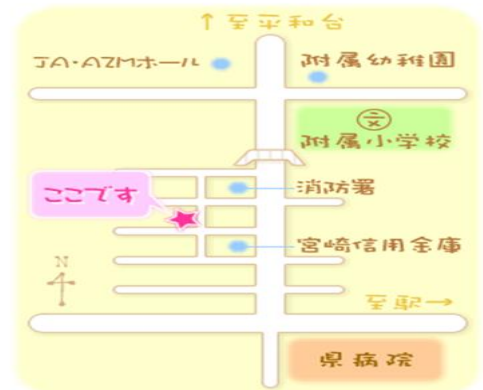 ↑至平和台
JA・AZMホール
附属幼稚園
文
附属小学校
消防署
ここです
宮崎信用金庫
N
至駅→
県病院